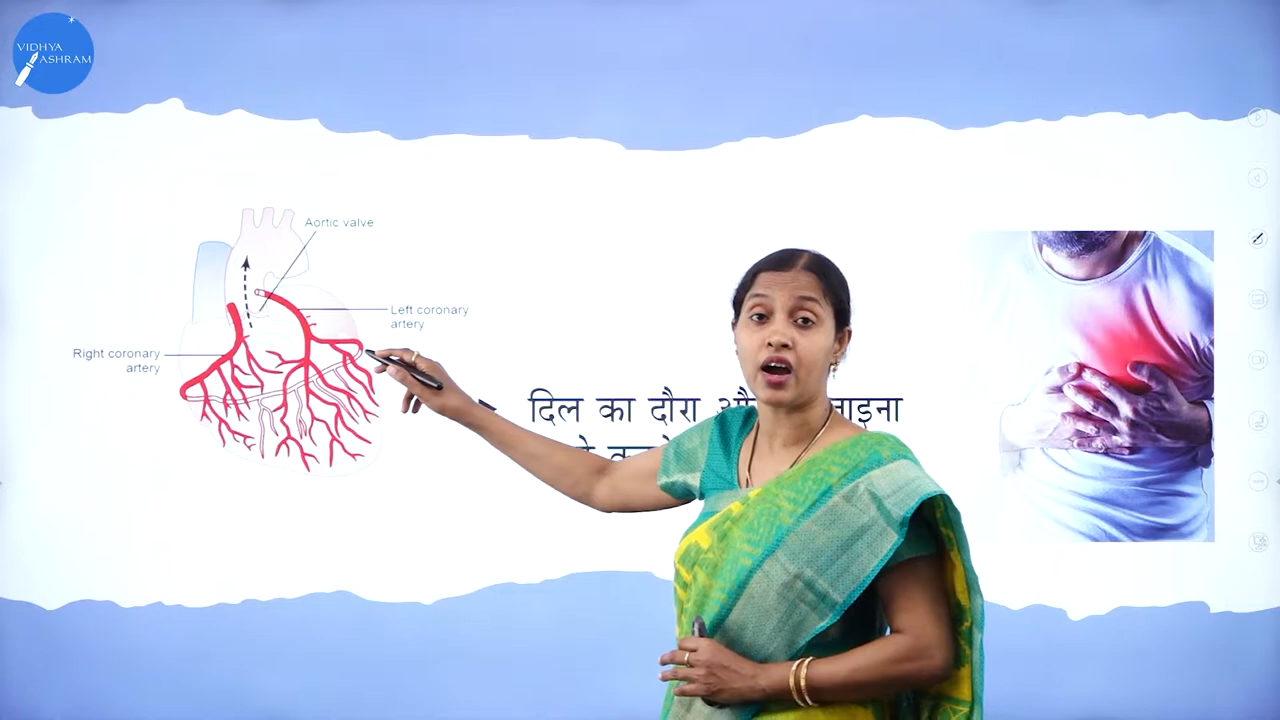 VIDHYA
ASHRAM
Aortic valve
Left coronary
artery
Right coronary
artery
दिल का दौरा